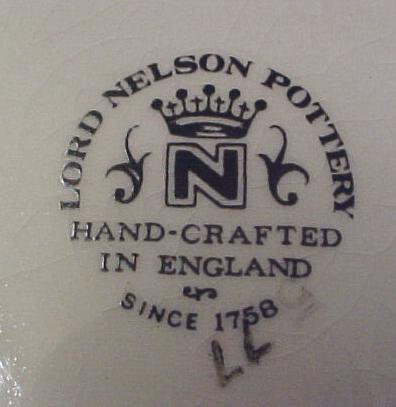 LORD NELSON POTTERY
N
HAND-CRAFTED
IN ENGLAND
SINCE 1758